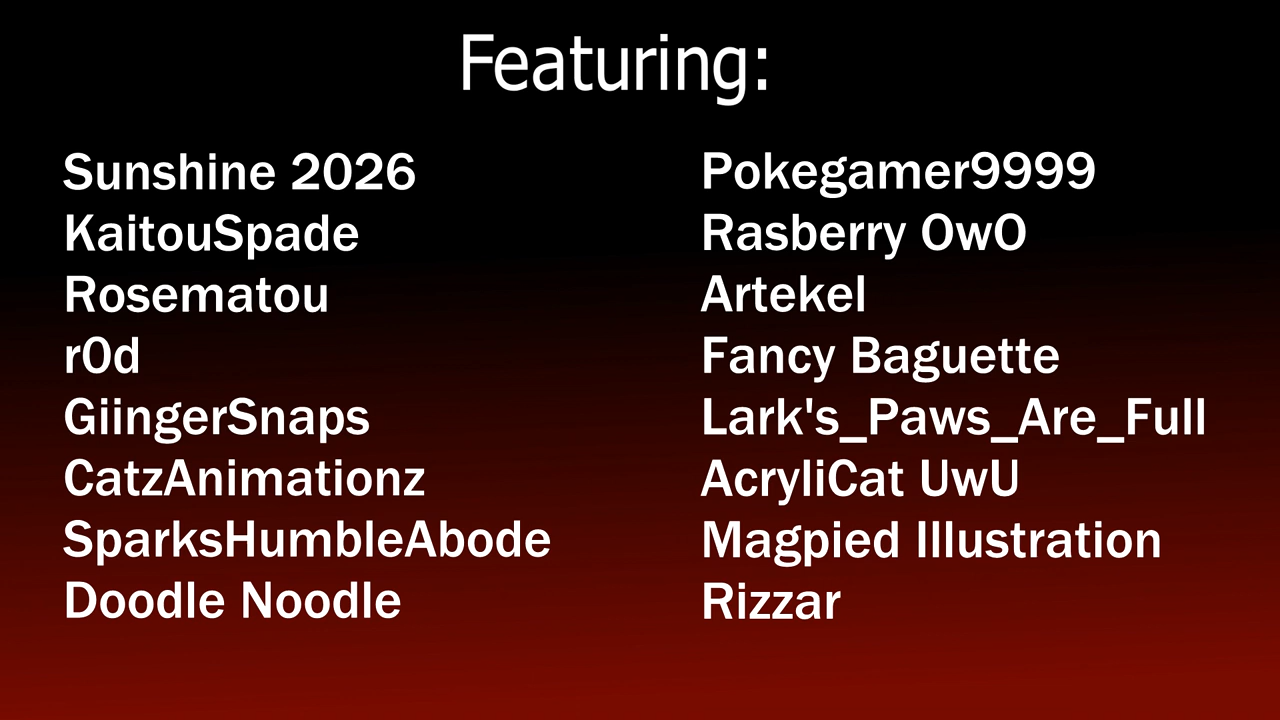 Featuring:
Sunshine 2026
KaitouSpade
Rosematou
r0d
GiingerSnaps
CatzAnimationz
SparksHumbleAbode
Doodle Noodle
Pokegamer9999
Rasberry OwO
Artekel
Fancy Baguette
Lark's_Paws_Are_Full
AcryliCat UwU
Magpied Illustration
Rizzar